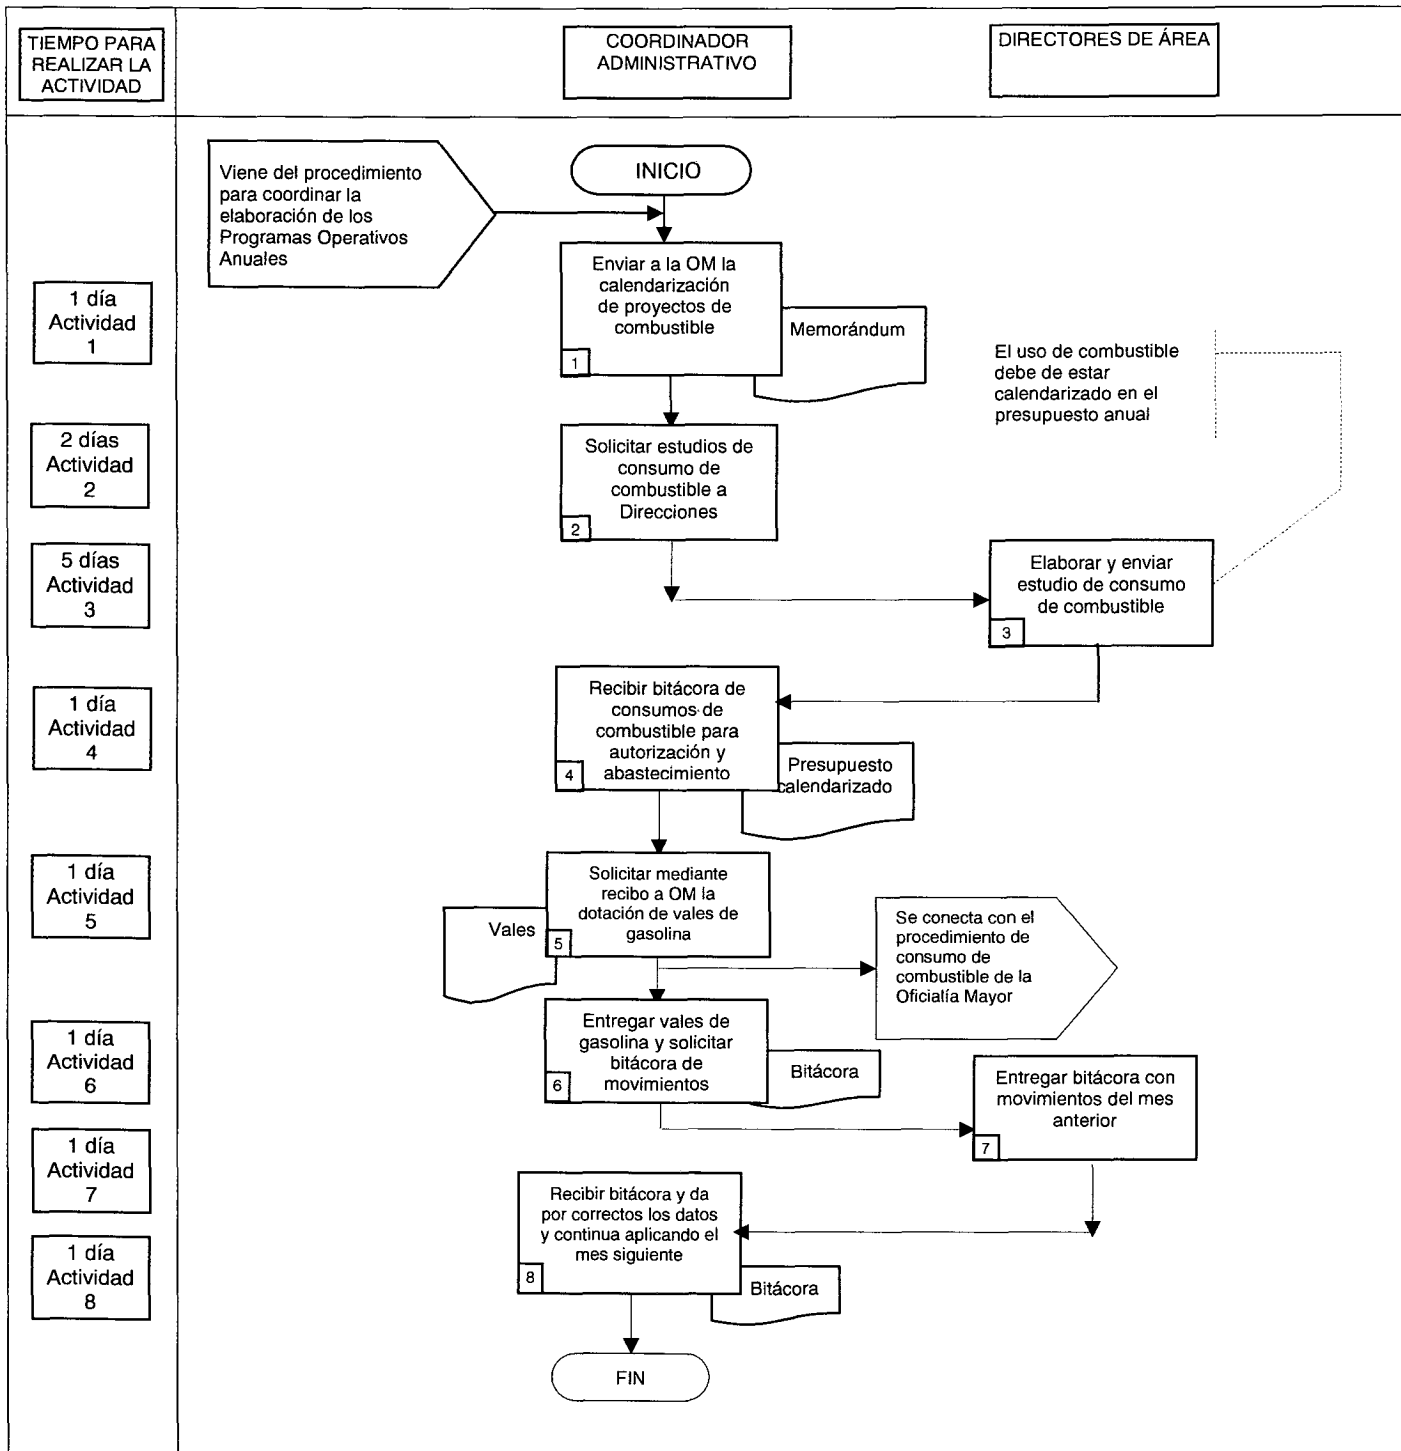 TIEMPO PARA
REALIZAR LA
ACTIVIDAD
COORDINADOR
ADMINISTRATIVO
DIRECTORES DE ÁREA
Viene del procedimiento
para coordinar la
elaboración de los
Programas Operativos
Anuales
INICIO
1 día
Actividad
1
Enviar a la OM la
calendarización
de proyectos de
combustible
1
Memorándum
El uso de combustible
debe de estar
calendarizado en el
presupuesto anual
2 días
Actividad
2
Solicitar estudios de
consumo de
combustible a
Direcciones
2
5 días
Actividad
3
Elaborar y enviar
estudio de consumo
de combustible
3
1 día
Actividad
4
Recibir bitácora de
consumos de
combustible para
autorización y
abastecimiento
4
Presupuesto
calendarizado
1 día
Actividad
5
Solicitar mediante
recibo a OM la
dotación de vales de
gasolina
5
Vales
Se conecta con el
procedimiento de
consumo de
combustible de la
Oficialía Mayor
1 día
Actividad
6
Entregar vales de
gasolina y solicitar
bitácora de
movimientos
6
Bitácora
Entregar bitácora con
movimientos del mes
anterior
7
1 día
Actividad
7
Recibir bitácora y da
por correctos los datos
y continua aplicando el
mes siguiente
8
Bitácora
1 día
Actividad
8
FIN